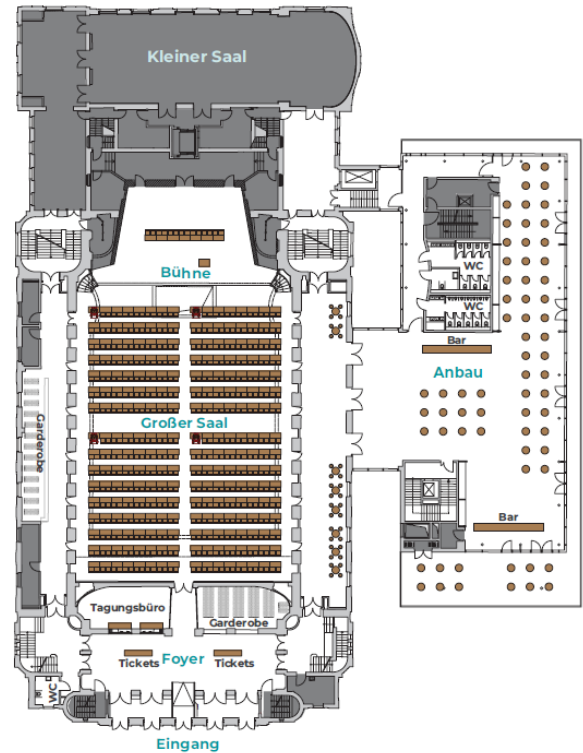 Kleiner Saal
WC
Bühne
WC
Bar
Anbau
Großer Saal
Garderobe
Bar
Tagungsbüro
Garderobe
Tickets
Foyer
Tickets
WC
Eingang